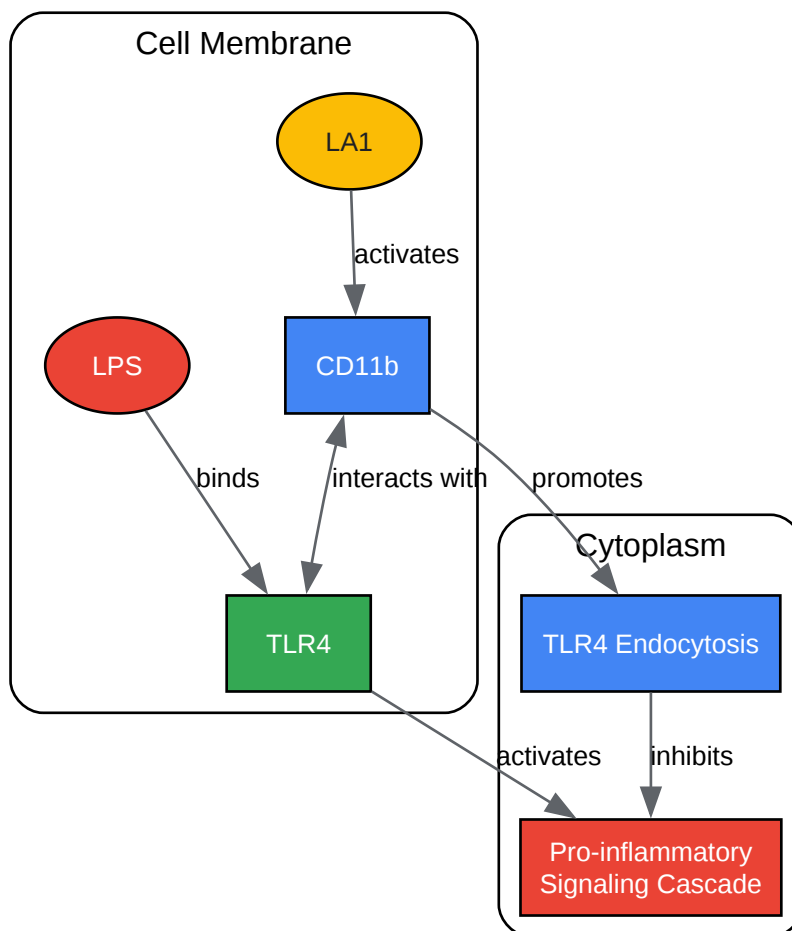 Cell Membrane
LA1
activates
LPS
CD11b
binds
interacts with
promotes
Cytoplasm
TLR4
TLR4 Endocytosis
activates
inhibits
Pro-inflammatory
Signaling Cascade